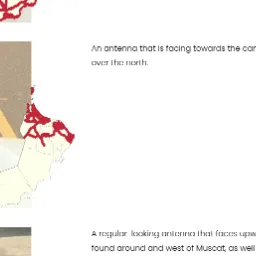 An antenna that is facing towards the
over the north.
A regular-looking antenna that faces
found around and west of Muscat, as well